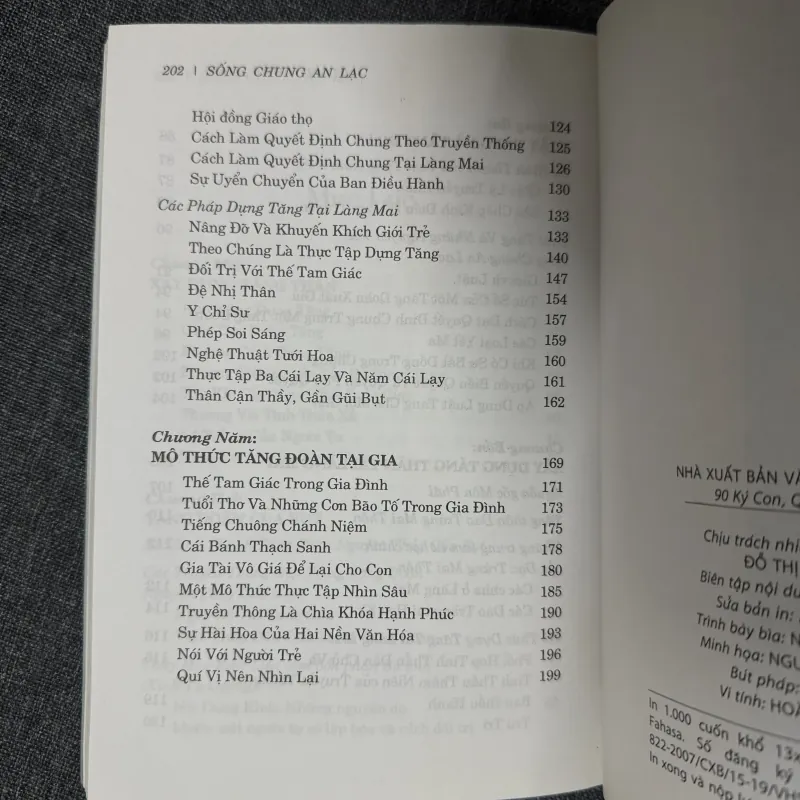 202 | SỐNG CHUNG AN LẠC
Hội đồng Giáo thọ 124
Cách Làm Quyết Định Chung Theo Truyền Thống 125
Cách Làm Quyết Định Chung Tại Làng Mai 126
Sự Uyển Chuyển Của Ban Điều Hành 130
Các Pháp Dựng Tăng Tại Làng Mai 133
Nâng Đỡ Và Khuyến Khích Giới Trẻ 133
Theo Chúng Là Thực Tập Dựng Tăng 140
Đối Trị Với Thế Tam Giác 147
Đệ Nhị Thân 154
Y Chỉ Sư 157
Phép Soi Sáng 159
Nghệ Thuật Tưới Hoa 160
Thực Tập Ba Cái Lạy Và Năm Cái Lạy 161
Thân Cận Thầy, Gần Gũi Bụt 162
Chương Năm:
MÔ THỨC TĂNG ĐOÀN TẠI GIA 169
Thế Tam Giác Trong Gia Đình 171
Tuổi Thơ Và Những Cơn Bão Tố Trong Gia Đình 173
Tiếng Chuông Chánh Niệm 175
Cái Bánh Thạch Sanh 178
Gia Tài Vô Giá Để Lại Cho Con 180
Một Mô Thức Thực Tập Nhìn Sâu 185
Truyền Thông Là Chìa Khóa Hạnh Phúc 190
Sự Hài Hòa Của Hai Nền Văn Hóa 193
Nói Với Người Trẻ 196
Quí Vị Nên Nhìn Lại 199
NHÀ XUẤT BẢN
90 Ký Con,
Chịu trách
ĐỖ THỊ
Biên tập nội
Sửa bản in:
Trình bày bìa:
Minh họa:
Bút pháp:
Vi tính:
In 1.000 cuốn khổ
Fahasa. Số đăng ký
822-2007/CXB/15-19/
In xong và nộp